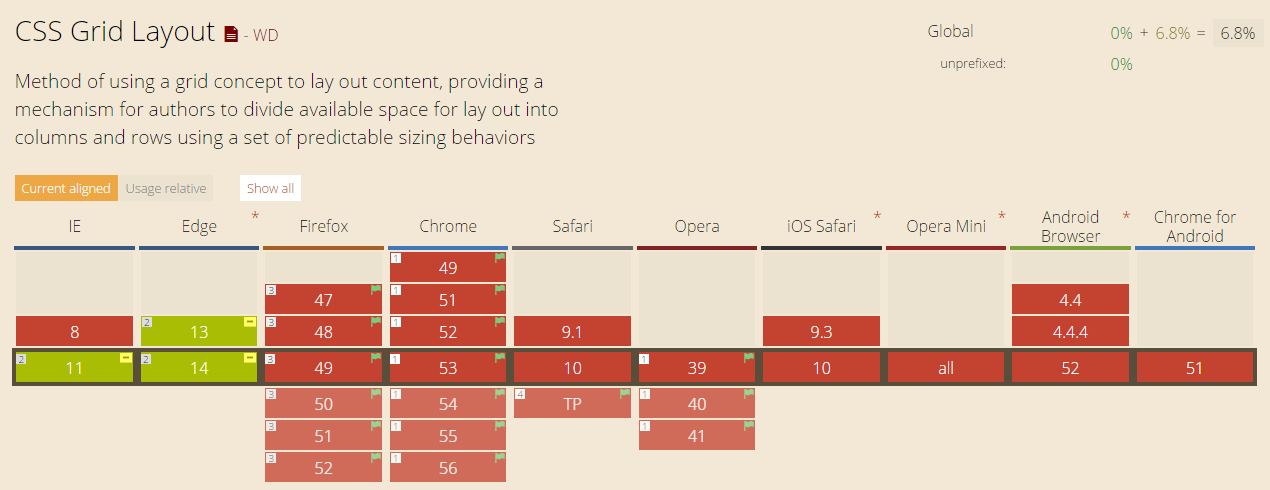 CSS Grid Layout - WD
Global 0% + 6.8% = 6.8%
unprefixed: 0%
Method of using a grid concept to lay out content, providing a
mechanism for authors to divide available space for lay out into
columns and rows using a set of predictable sizing behaviors
Current aligned Usage relative Show all
IE Edge * Firefox Chrome Safari Opera iOS Safari * Opera Mini * Android Browser * Chrome for Android
1 49
3 47 1 51 4.4
8 2 13 3 48 1 52 9.1 9.3 4.4.4
2 11 2 14 3 49 1 53 10 1 39 10 all 52 51
3 50 1 54 4 TP 1 40
3 51 1 55 1 41
3 52 1 56